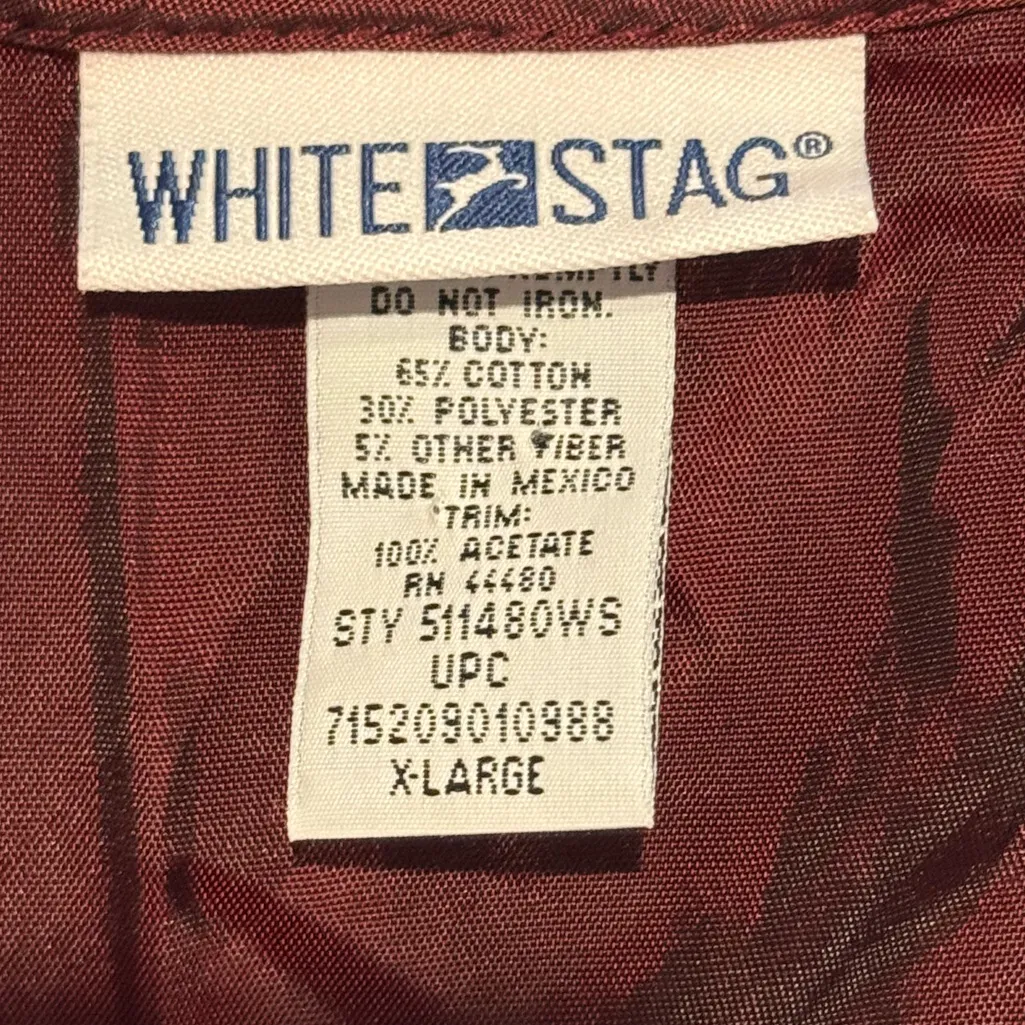 WHITE STAG®
DO NOT IRON.
BODY:
65% COTTON
30% POLYESTER
5% OTHER FIBER
MADE IN MEXICO
TRIM:
100% ACETATE
RN 44480
STY 511480WS
UPC
715209010988
X-LARGE